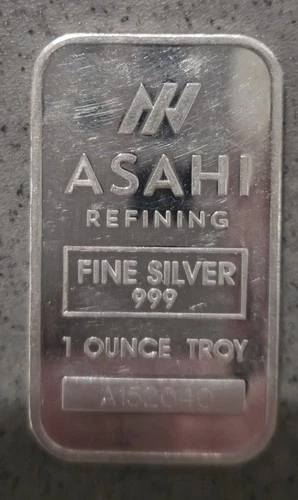 ASAHI
REFINING
FINE SILVER
999
1 OUNCE TROY
A152040